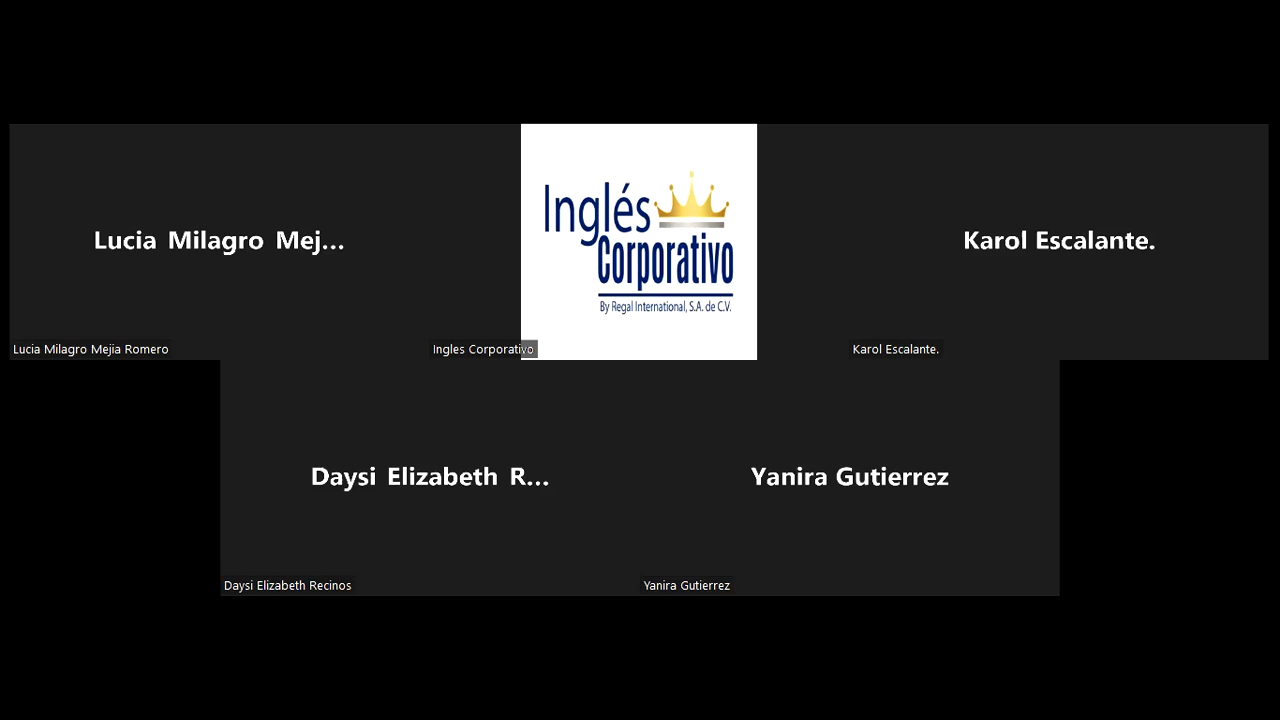 Lucia Milagro Mej...
Lucia Milagro Mejia Romero
Inglés
Corporativo
By Regal International, S.A. de C.V.
Ingles Corporativo
Karol Escalante.
Karol Escalante.
Daysi Elizabeth R...
Daysi Elizabeth Recinos
Yanira Gutierrez
Yanira Gutierrez